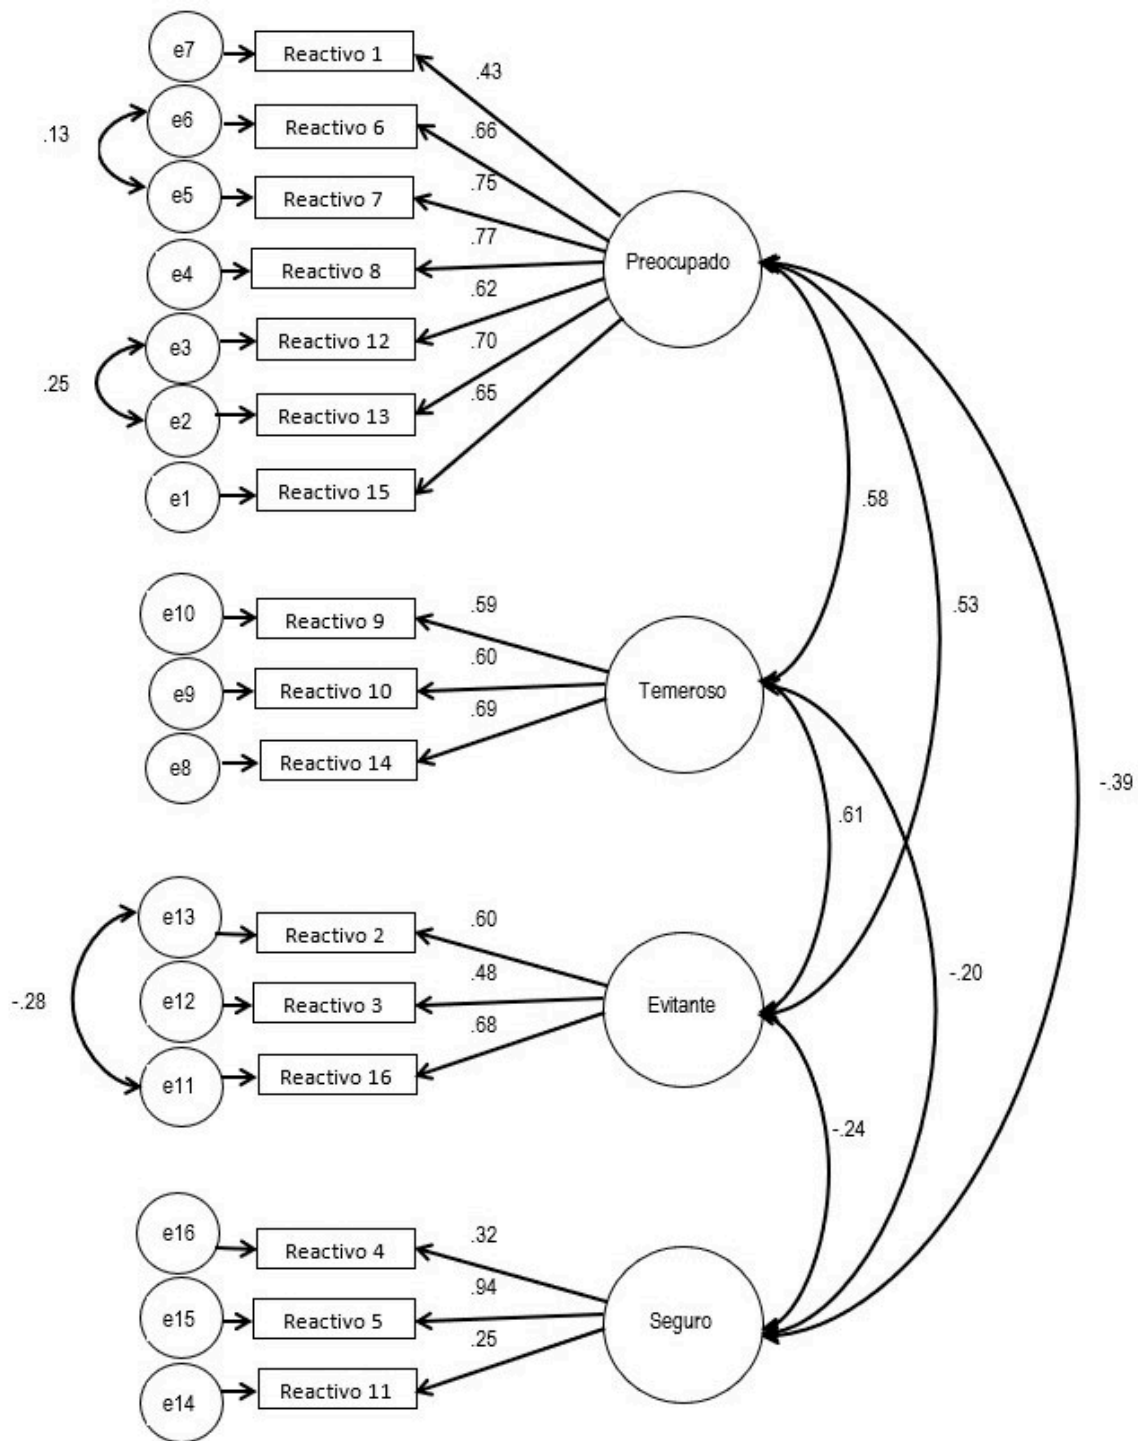 e7 Reactivo 1 .43
e6 Reactivo 6 .66
.13
e5 Reactivo 7 .75
e4 Reactivo 8 .77
Preocupado
e3 Reactivo 12 .62
.25
e2 Reactivo 13 .70
e1 Reactivo 15 .65
.58
.53
e10 Reactivo 9 .59
e9 Reactivo 10 .60
Temeroso
e8 Reactivo 14 .69
-.39
.61
e13 Reactivo 2 .60
-.28
e12 Reactivo 3 .48
Evitante
-.20
e11 Reactivo 16 .68
-.24
e16 Reactivo 4 .32
e15 Reactivo 5 .94
Seguro
e14 Reactivo 11 .25